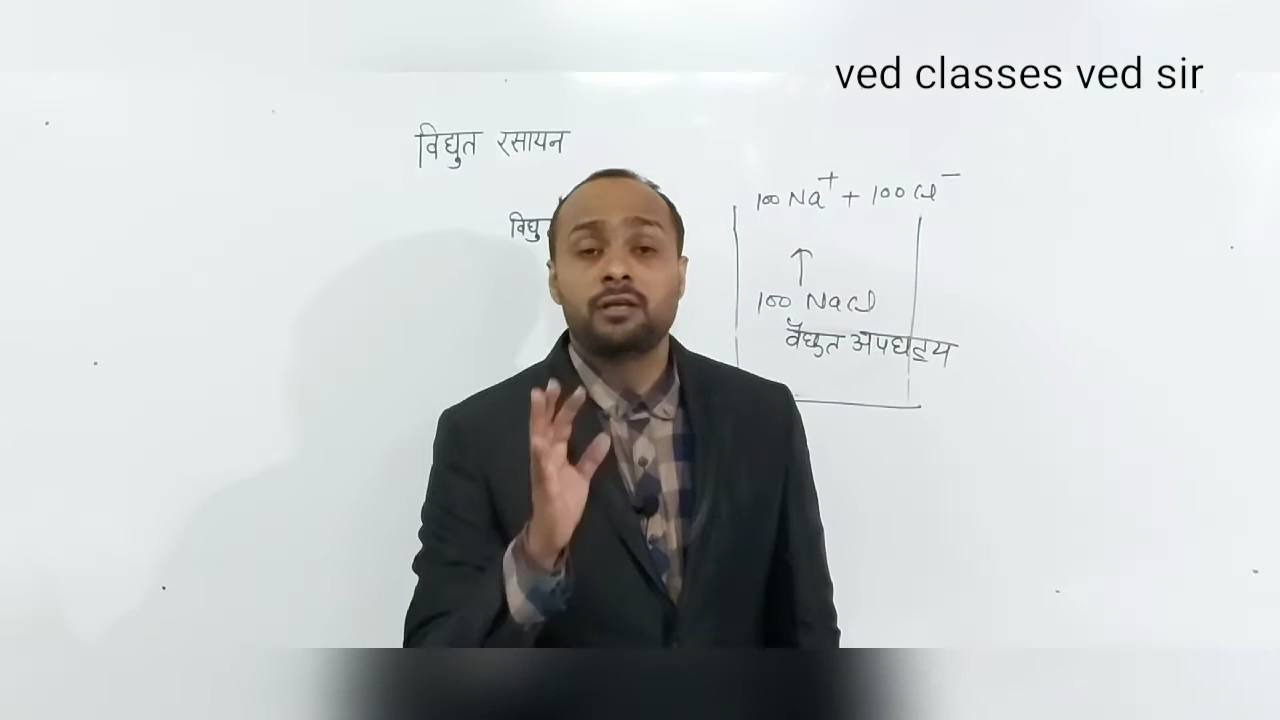 ved classes ved sir
विद्युत रसायन
100 Na⁺ + 100 Cl⁻
↑
100 NaCl
वैद्युत अपघट्य